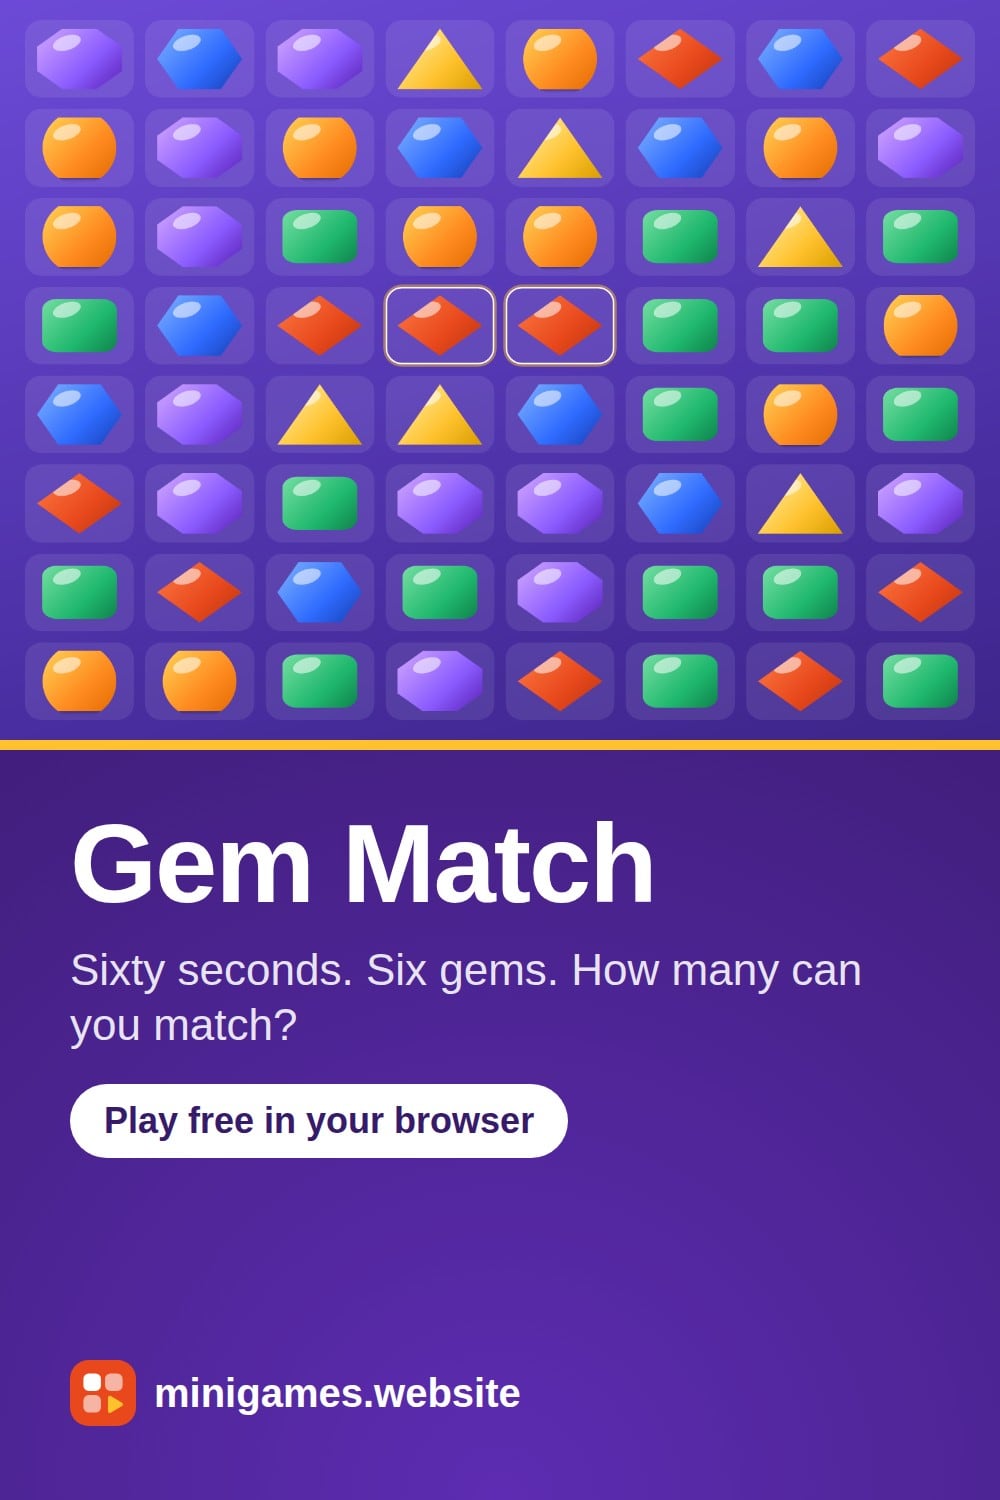 Gem Match
Sixty seconds. Six gems. How many can
you match?
Play free in your browser
minigames.website